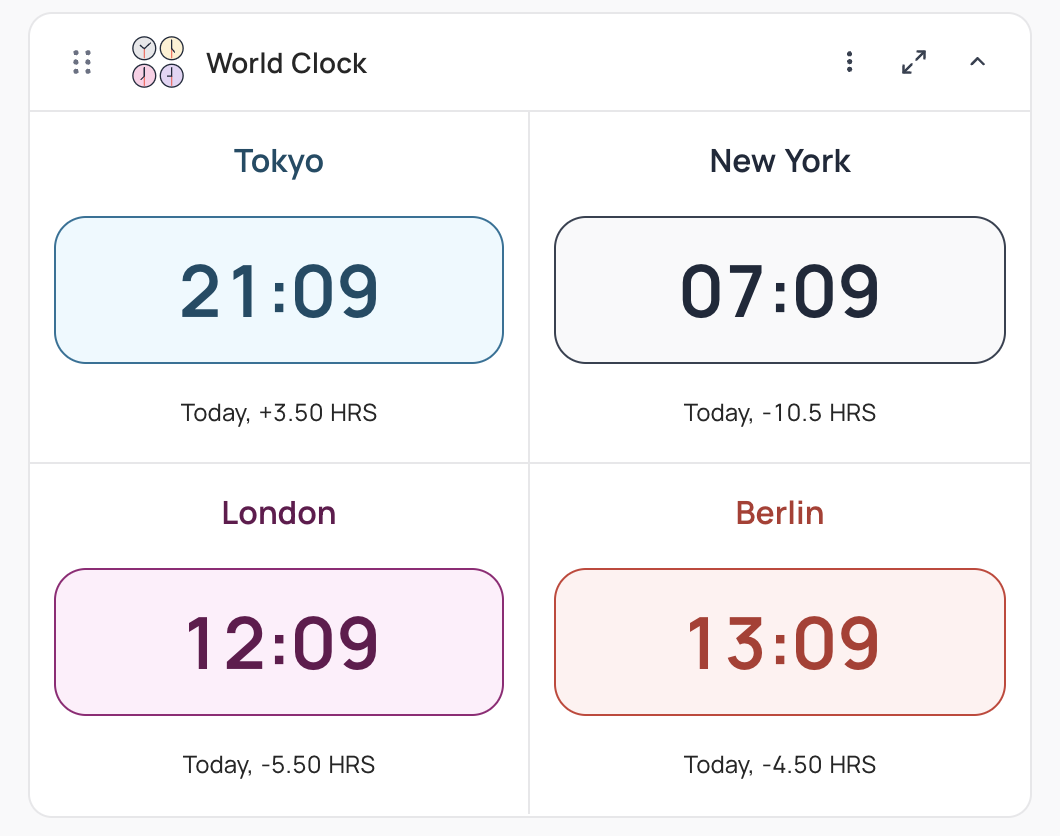 World Clock
Tokyo
21:09
Today, +3.50 HRS
New York
07:09
Today, -10.5 HRS
London
12:09
Today, -5.50 HRS
Berlin
13:09
Today, -4.50 HRS